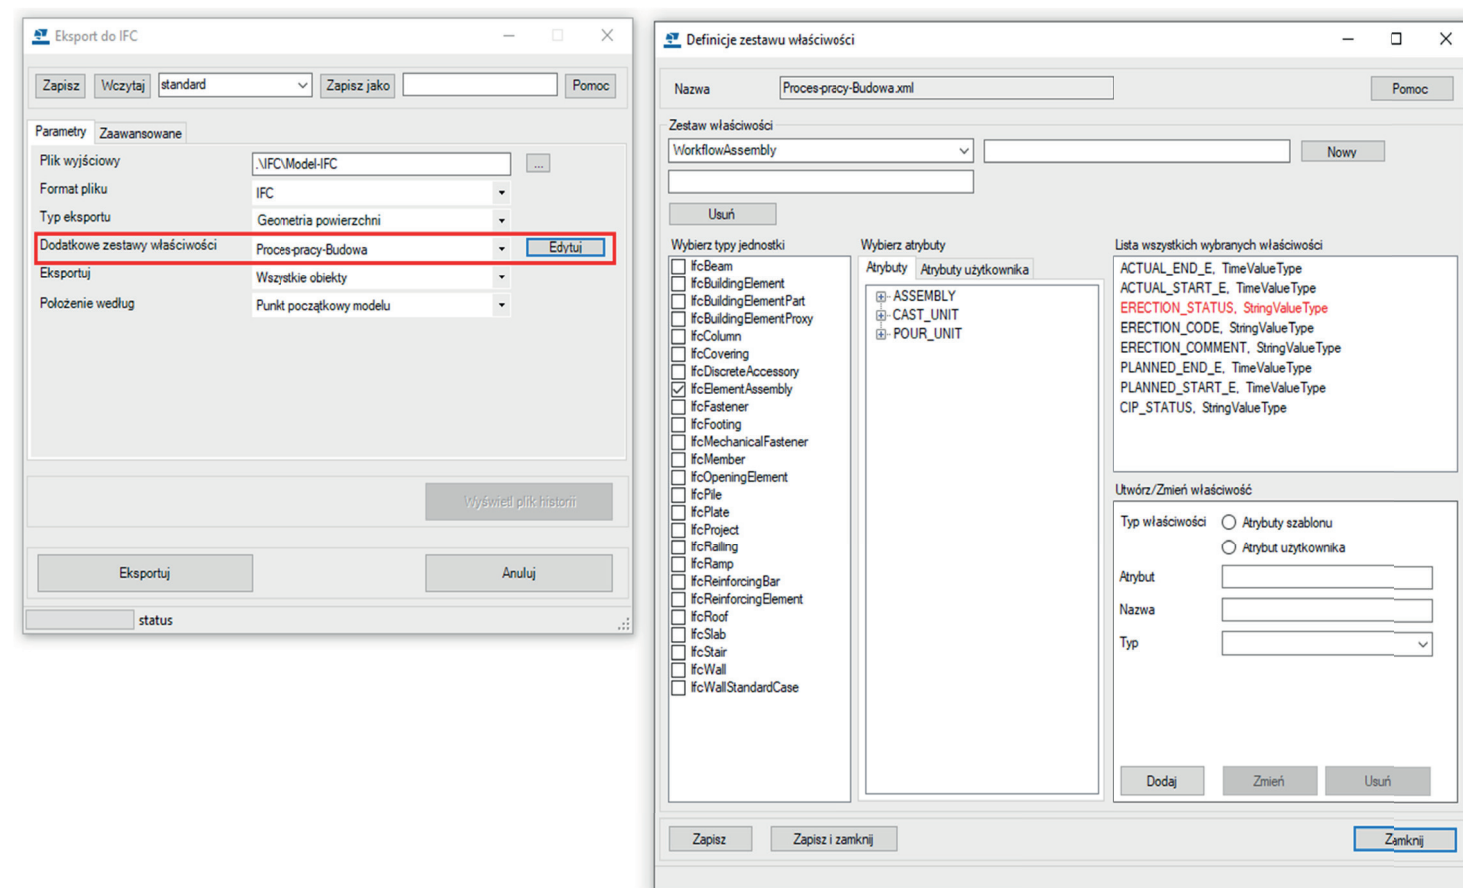 Eksport do IFC
Zapisz Wczytaj standard Zapisz jako Pomoc
Parametry Zaawansowane
Plik wyjściowy .\IFC\Model-IFC ...
Format pliku IFC
Typ eksportu Geometria powierzchni
Dodatkowe zestawy właściwości Proces-pracy-Budowa Edytuj
Eksportuj Wszystkie obiekty
Położenie według Punkt początkowy modelu
Wyświetl plik historii
Eksportuj Anuluj
status
Definicje zestawu właściwości
Nazwa Proces-pracy-Budowa.xml Pomoc
Zestaw właściwości
WorkflowAssembly Nowy
Usuń
Wybierz typy jednostki
IfcBeam
IfcBuildingElement
IfcBuildingElementPart
IfcBuildingElementProxy
IfcColumn
IfcCovering
IfcDiscreteAccessory
IfcElementAssembly
IfcFastener
IfcFooting
IfcMechanicalFastener
IfcMember
IfcOpeningElement
IfcPile
IfcPlate
IfcProject
IfcRailing
IfcRamp
IfcReinforcingBar
IfcReinforcingElement
IfcRoof
IfcSlab
IfcStair
IfcWall
IfcWallStandardCase
Wybierz atrybuty
Atrybuty Atrybuty użytkownika
ASSEMBLY
CAST_UNIT
POUR_UNIT
Lista wszystkich wybranych właściwości
ACTUAL_END_E, TimeValueType
ACTUAL_START_E, TimeValueType
ERECTION_STATUS, StringValueType
ERECTION_CODE, StringValueType
ERECTION_COMMENT, StringValueType
PLANNED_END_E, TimeValueType
PLANNED_START_E, TimeValueType
CIP_STATUS, StringValueType
Utwórz/Zmień właściwość
Typ właściwości Atrybuty szablonu
Atrybut uzytkownika
Atrybut
Nazwa
Typ
Dodaj Zmień Usuń
Zapisz Zapisz i zamknij Zamknij